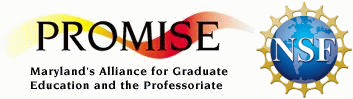 PROMISE
Maryland's Alliance for Graduate
Education and the Professoriate
NSF